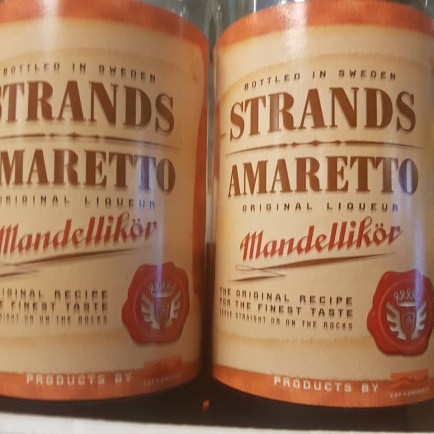 BOTTLED IN SWEDEN
STRANDS
AMARETTO
ORIGINAL LIQUEUR
Mandellikör
THE ORIGINAL RECIPE
FOR THE FINEST TASTE
SERVE STRAIGHT OR ON THE ROCKS
PRODUCTS BY
BOTTLED IN SWEDEN
STRANDS
AMARETTO
ORIGINAL LIQUEUR
Mandellikör
THE ORIGINAL RECIPE
FOR THE FINEST TASTE
SERVE STRAIGHT OR ON THE ROCKS
PRODUCTS BY